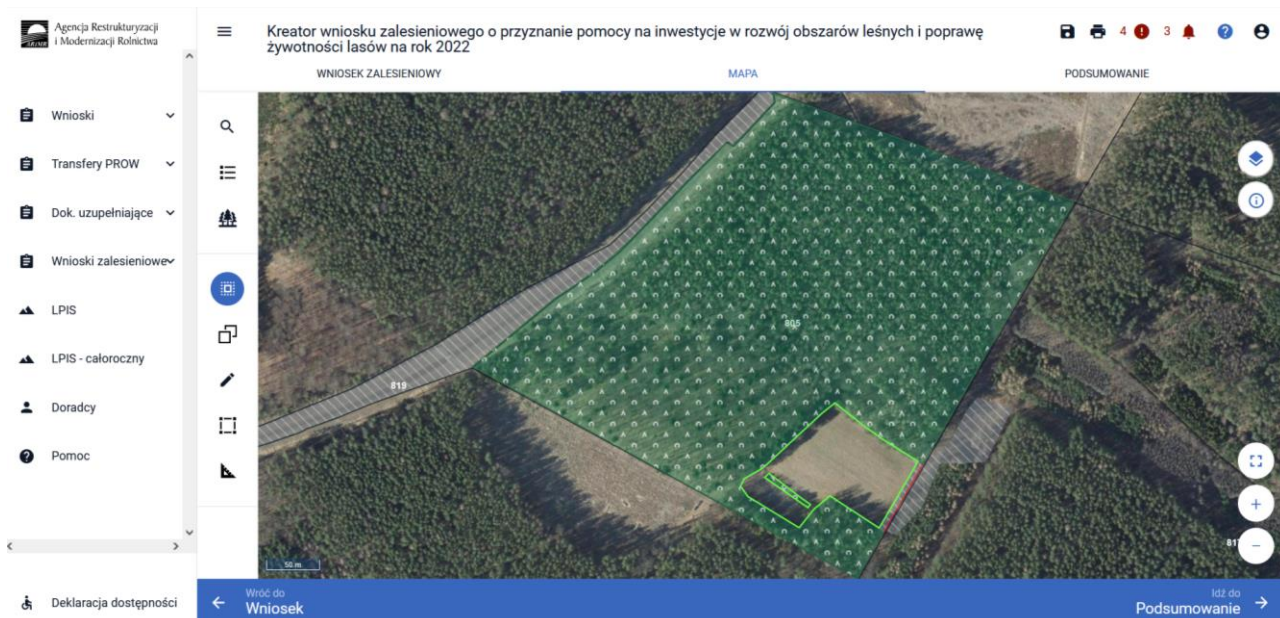 Agencja Restrukturyzacji
i Modernizacji Rolnictwa
ARiMR
Kreator wniosku zalesieniowego o przyznanie pomocy na inwestycje w rozwój obszarów leśnych i poprawę
żywotności lasów na rok 2022
4
3
WNIOSEK ZALESIENIOWY
MAPA
PODSUMOWANIE
Wnioski
Transfery PROW
Dok. uzupełniające
Wnioski zalesieniowe
LPIS
LPIS - całoroczny
Doradcy
Pomoc
Deklaracja dostępności
805
819
50 m
Wróć do
Wniosek
Idź do
Podsumowanie